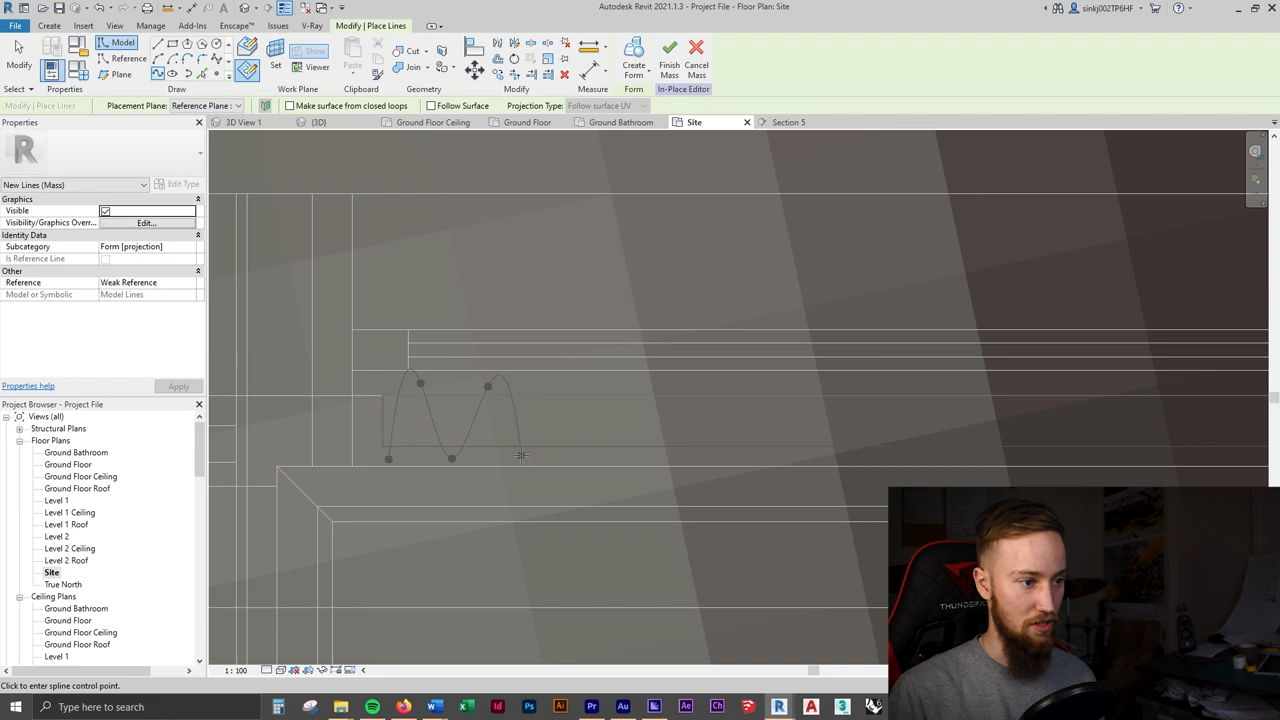 Autodesk Revit 2021.1.3 - Project File - Floor Plan: Site
sinkj002TP6HF
File Create Insert View Manage Add-Ins Enscape™ Issues V-Ray Modify | Place Lines
Modify
Model
Reference
Plane
Set
Show
Viewer
Paste
Cut
Join
Create Form
Finish Mass
Cancel Mass
Select Properties Draw Work Plane Clipboard Geometry Modify Measure Form In-Place Editor
Modify | Place Lines Placement Plane: Reference Plane : Make surface from closed loops Follow Surface Projection Type: Follow surface UV
Properties
3D View 1 {3D} Ground Floor Ceiling Ground Floor Ground Bathroom Site Section 5
R
New Lines (Mass) Edit Type
Graphics
Visible
Visibility/Graphics Overr... Edit...
Identity Data
Subcategory Form [projection]
Is Reference Line
Other
Reference Weak Reference
Model or Symbolic Model Lines
Properties help Apply
Project Browser - Project File
Views (all)
Structural Plans
Floor Plans
Ground Bathroom
Ground Floor
Ground Floor Ceiling
Ground Floor Roof
Level 1
Level 1 Ceiling
Level 1 Roof
Level 2
Level 2 Ceiling
Level 2 Roof
Site
True North
Ceiling Plans
Ground Bathroom
Ground Floor
Ground Floor Ceiling
Ground Floor Roof
Level 1
1 : 100
Click to enter spline control point.
Type here to search
THUNDER